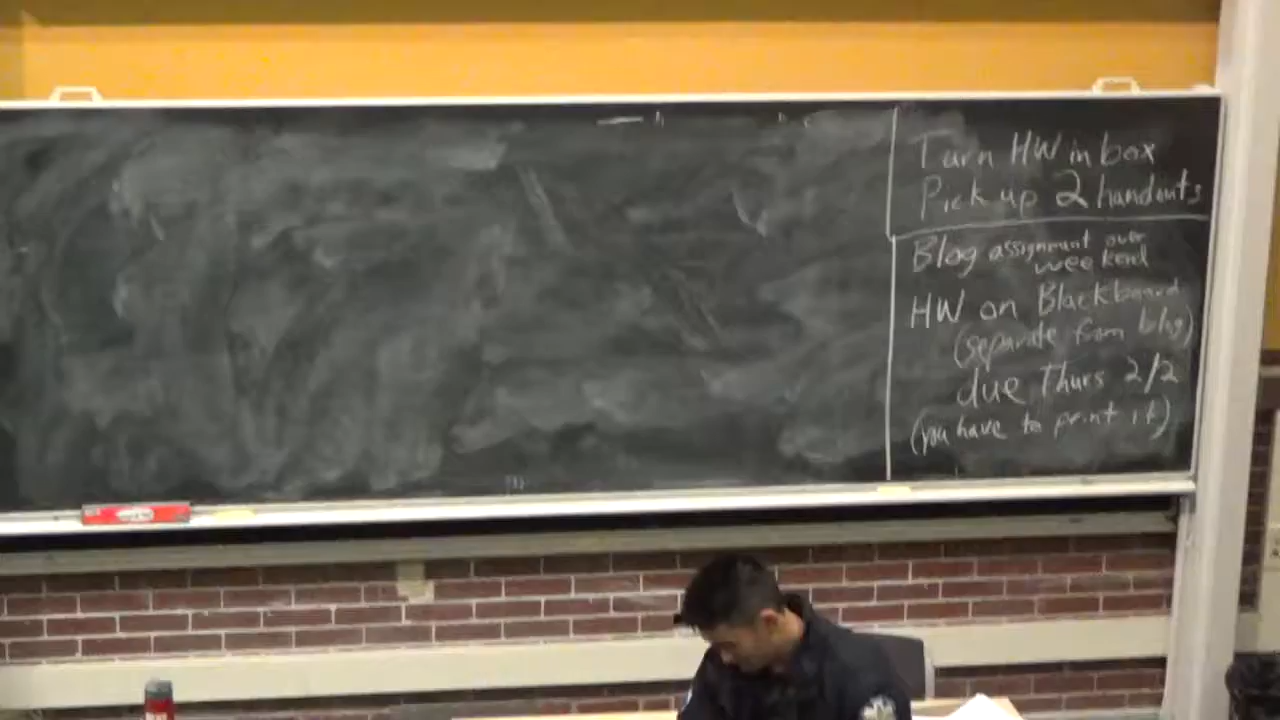 Turn HW in box
Pick up 2 handouts
Blog assignment over
weekend
HW on Blackboard
(separate from blog)
due Thurs 2/2
(you have to print it)